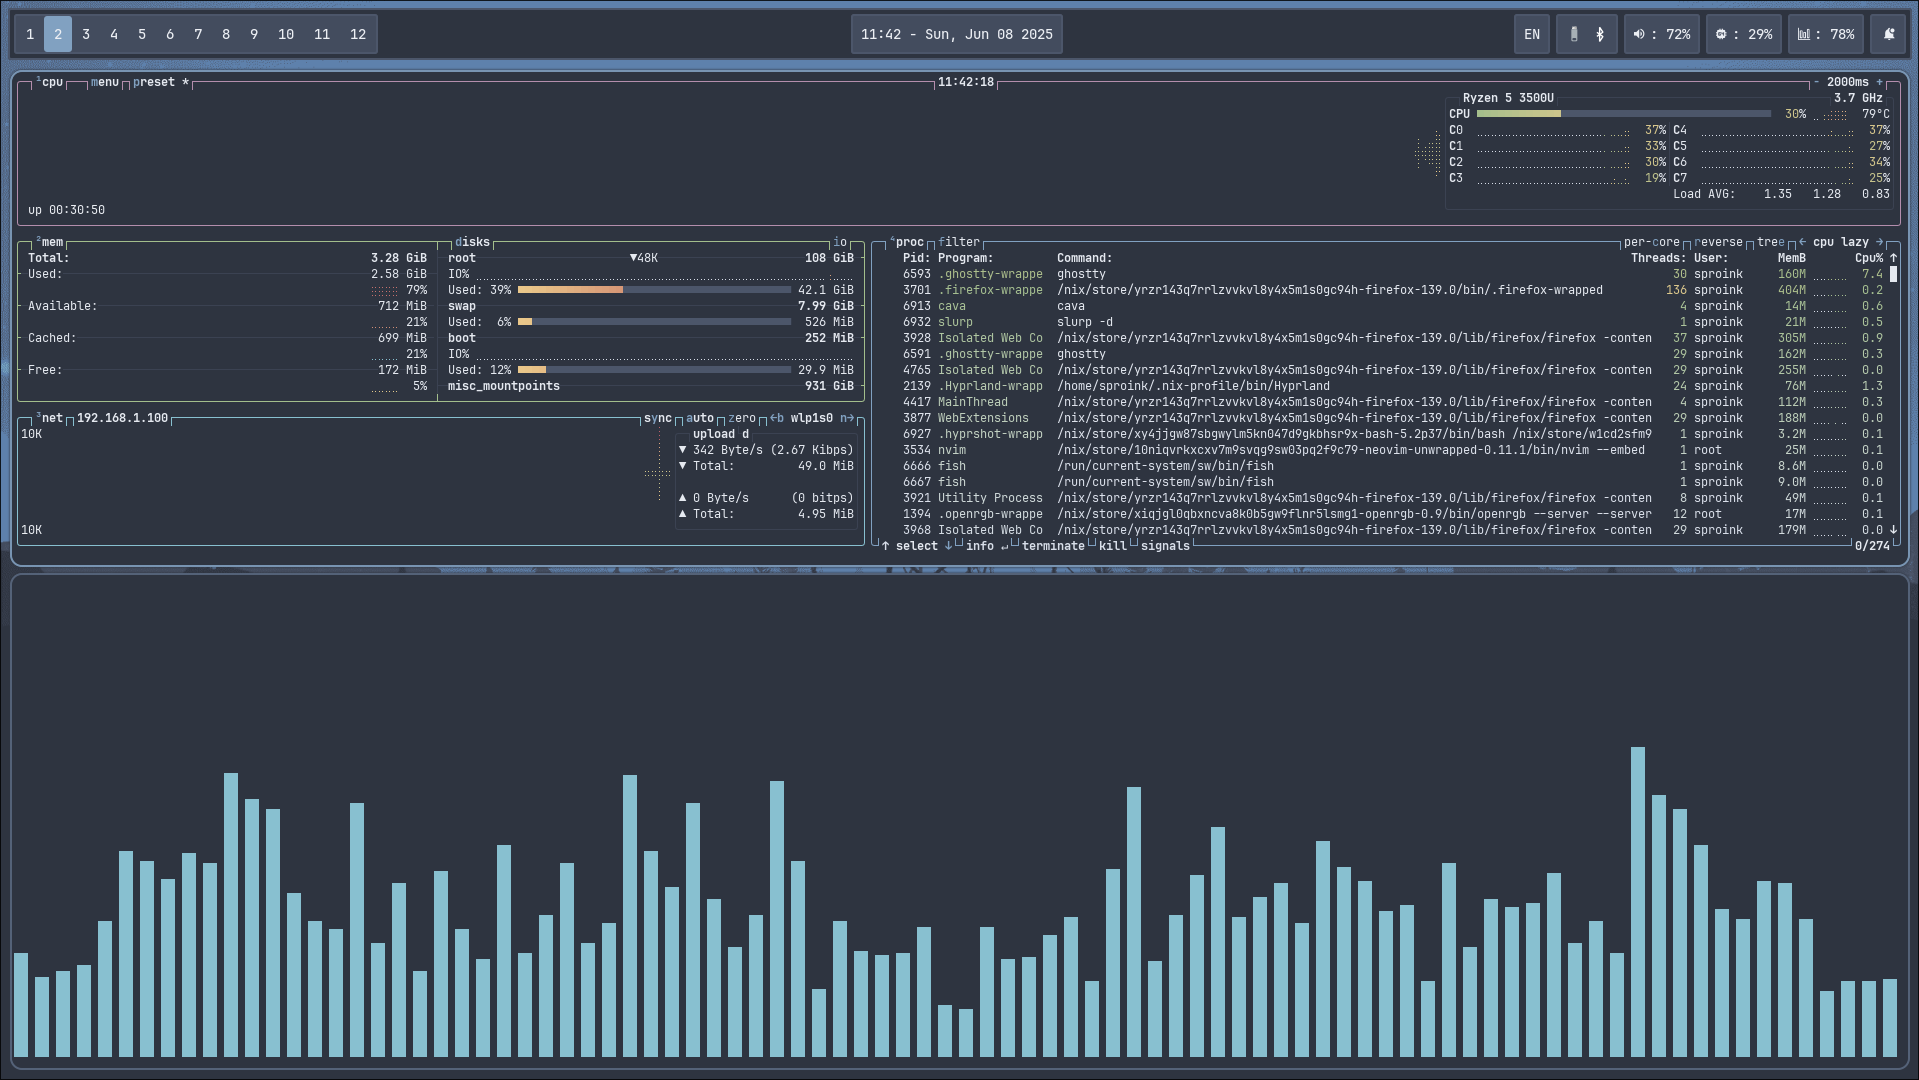 1 2 3 4 5 6 7 8 9 10 11 12
11:42 - Sun, Jun 08 2025
EN : 72% : 29% : 78%
¹cpu menu preset * 11:42:18 - 2000ms +
Ryzen 5 3500U 3.7 GHz
CPU 30% 79°C
C0 37% C4 37%
C1 33% C5 27%
C2 30% C6 34%
C3 19% C7 25%
Load AVG: 1.35 1.28 0.83
up 00:30:50
²mem
Total: 3.28 GiB
Used: 2.58 GiB
79%
Available: 712 MiB
21%
Cached: 699 MiB
21%
Free: 172 MiB
5%
disks io
root ▼48K 108 GiB
IO%
Used: 39% 42.1 GiB
swap 7.99 GiB
Used: 6% 526 MiB
boot 252 MiB
IO%
Used: 12% 29.9 MiB
misc_mountpoints 931 GiB
³net 192.168.1.100 sync auto zero ←b wlp1s0 n→
10K
upload d
▼ 342 Byte/s (2.67 Kibps)
▼ Total: 49.0 MiB
▲ 0 Byte/s (0 bitps)
▲ Total: 4.95 MiB
10K
⁴proc filter per-core reverse tree ← cpu lazy →
Pid: Program: Command: Threads: User: MemB Cpu% ↑
6593 .ghostty-wrappe ghostty 30 sproink 160M 7.4
3701 .firefox-wrappe /nix/store/yrzr143q7rrlzvvkvl8y4x5m1s0gc94h-firefox-139.0/bin/.firefox-wrapped 136 sproink 404M 0.2
6913 cava cava 4 sproink 14M 0.6
6932 slurp slurp -d 1 sproink 21M 0.5
3928 Isolated Web Co /nix/store/yrzr143q7rrlzvvkvl8y4x5m1s0gc94h-firefox-139.0/lib/firefox/firefox -conten 37 sproink 305M 0.9
6591 .ghostty-wrappe ghostty 29 sproink 162M 0.3
4765 Isolated Web Co /nix/store/yrzr143q7rrlzvvkvl8y4x5m1s0gc94h-firefox-139.0/lib/firefox/firefox -conten 29 sproink 255M 0.0
2139 .Hyprland-wrapp /home/sproink/.nix-profile/bin/Hyprland 24 sproink 76M 1.3
4417 MainThread /nix/store/yrzr143q7rrlzvvkvl8y4x5m1s0gc94h-firefox-139.0/lib/firefox/firefox -conten 4 sproink 112M 0.3
3877 WebExtensions /nix/store/yrzr143q7rrlzvvkvl8y4x5m1s0gc94h-firefox-139.0/lib/firefox/firefox -conten 29 sproink 188M 0.0
6927 .hyprshot-wrapp /nix/store/xy4jjgw87sbgwylm5kn047d9gkbhsr9x-bash-5.2p37/bin/bash /nix/store/w1cd2sfm9 1 sproink 3.2M 0.1
3534 nvim /nix/store/10niqvrkxcxv7m9svqg9sw03pq2f9c79-neovim-unwrapped-0.11.1/bin/nvim --embed 1 root 25M 0.1
6666 fish /run/current-system/sw/bin/fish 1 sproink 8.6M 0.0
6667 fish /run/current-system/sw/bin/fish 1 sproink 9.0M 0.0
3921 Utility Process /nix/store/yrzr143q7rrlzvvkvl8y4x5m1s0gc94h-firefox-139.0/lib/firefox/firefox -conten 8 sproink 49M 0.1
1394 .openrgb-wrappe /nix/store/xiqjgl0qbxncva8k0b5gw9flnr5lsmg1-openrgb-0.9/bin/openrgb --server --server 12 root 17M 0.1
3968 Isolated Web Co /nix/store/yrzr143q7rrlzvvkvl8y4x5m1s0gc94h-firefox-139.0/lib/firefox/firefox -conten 29 sproink 179M 0.0 ↓
↑ select ↓ info ↵ terminate kill signals 0/274